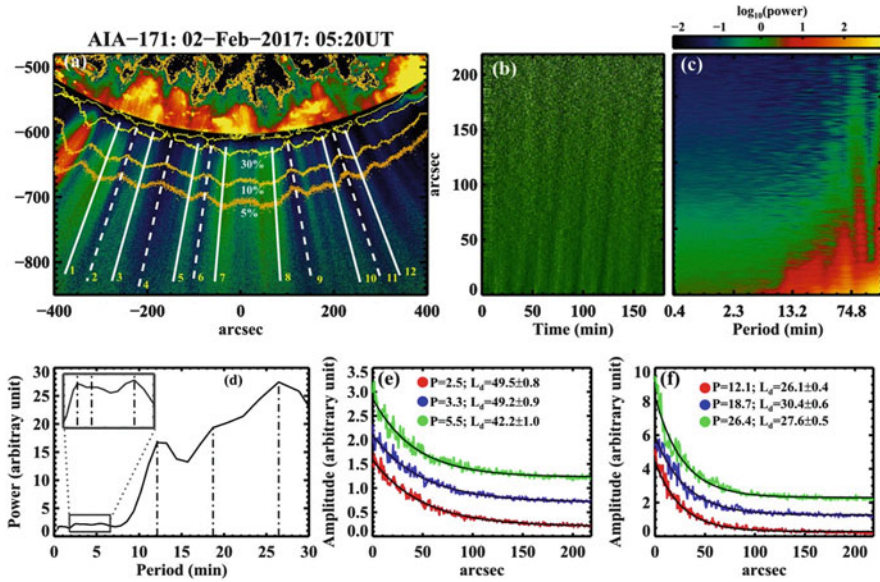 log10(power)
−2 −1 0 1 2
AIA−171: 02−Feb−2017: 05:20UT
(a)
−500
−600
−700
−800
30%
10%
5%
1 2 3 4 5 6 7 8 9 10 11 12
−400 −200 0 200 400
arcsec
(b)
arcsec
200
150
100
50
0
0 50 100 150
Time (min)
(c)
0.4 2.3 13.2 74.8
Period (min)
(d)
Power (arbitray unit)
30
25
20
15
10
5
0
0 5 10 15 20 25 30
Period (min)
(e)
P=2.5; Ld=49.5±0.8
P=3.3; Ld=49.2±0.9
P=5.5; Ld=42.2±1.0
Amplitude (arbitrary unit)
3.5
3.0
2.5
2.0
1.5
1.0
0.5
0.0
0 50 100 150 200
arcsec
(f)
P=12.1; Ld=26.1±0.4
P=18.7; Ld=30.4±0.6
P=26.4; Ld=27.6±0.5
Amplitude (arbitrary unit)
10
8
6
4
2
0
0 50 100 150 200
arcsec